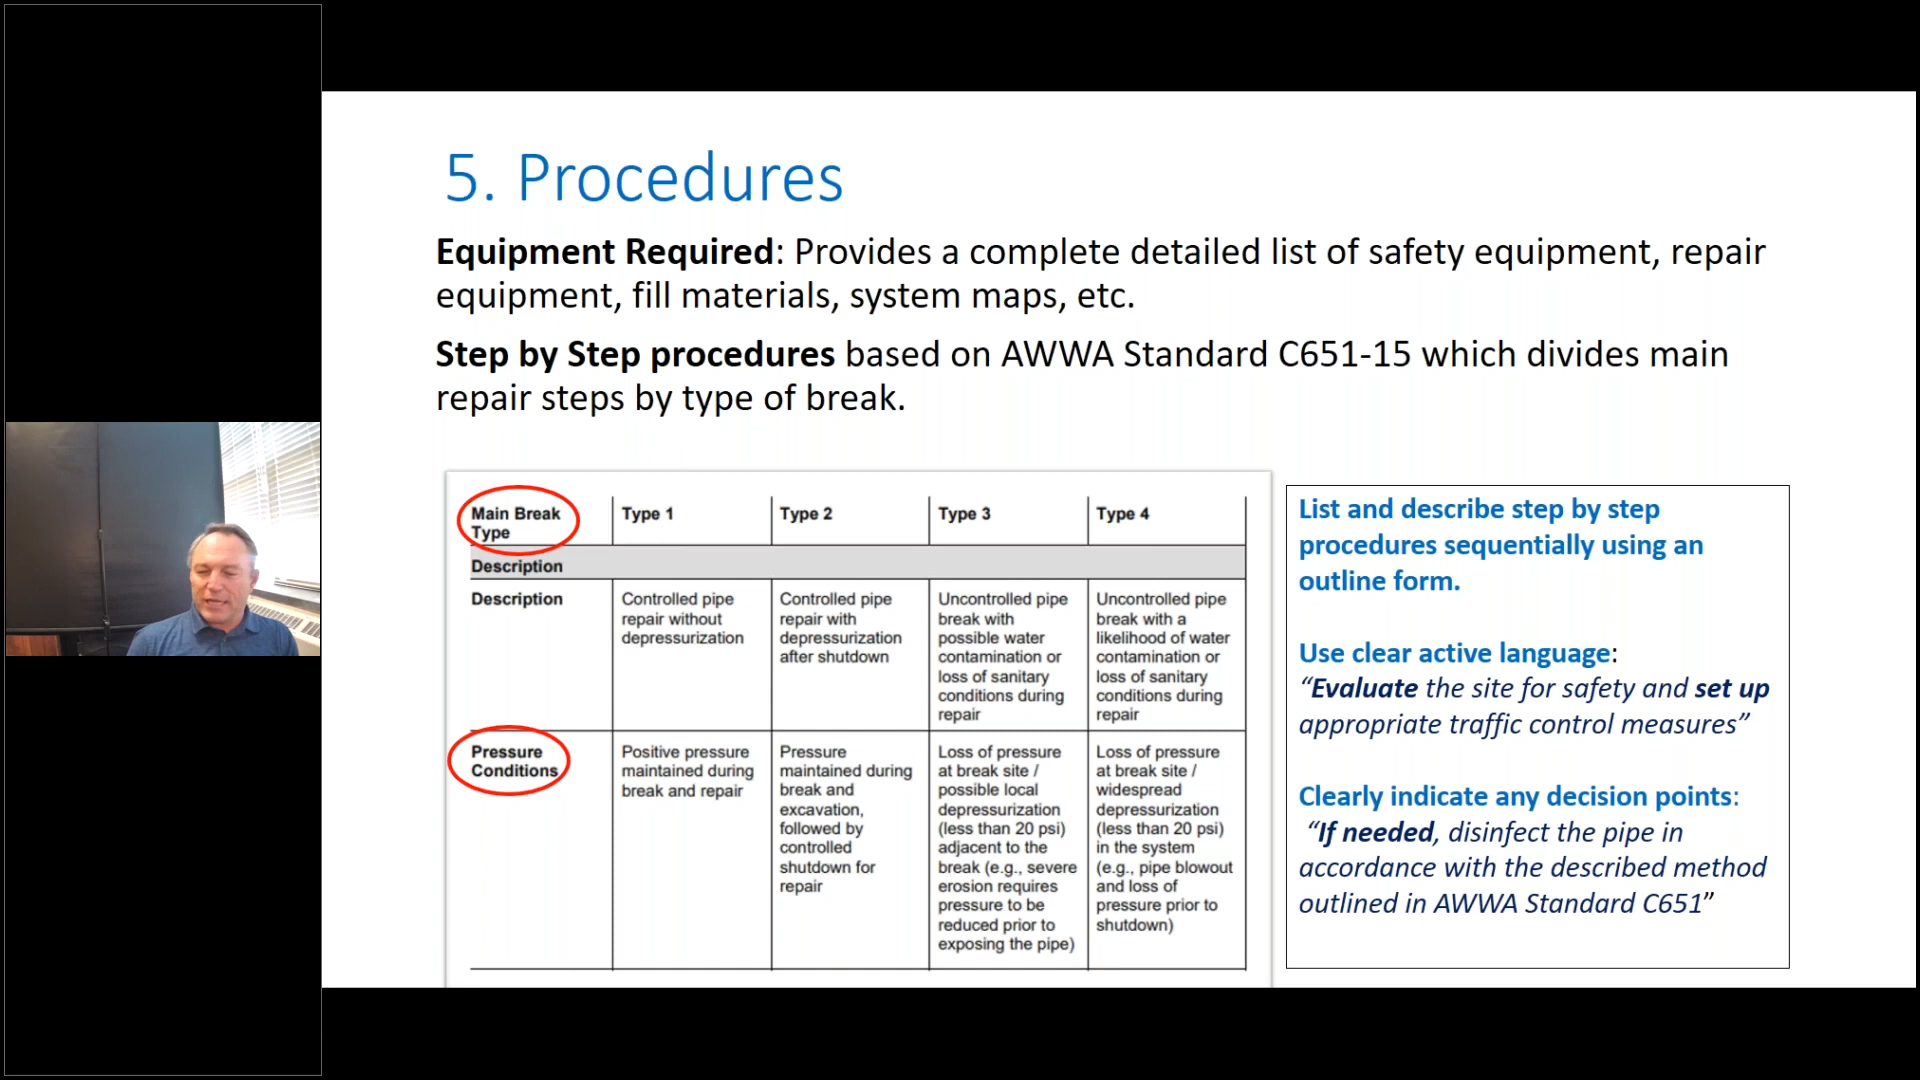 5. Procedures
Equipment Required: Provides a complete detailed list of safety equipment, repair
equipment, fill materials, system maps, etc.
Step by Step procedures based on AWWA Standard C651-15 which divides main
repair steps by type of break.
Main Break
Type
Type 1
Type 2
Type 3
Type 4
Description
Description
Controlled pipe
repair without
depressurization
Controlled pipe
repair with
depressurization
after shutdown
Uncontrolled pipe
break with
possible water
contamination or
loss of sanitary
conditions during
repair
Uncontrolled pipe
break with a
likelihood of water
contamination or
loss of sanitary
conditions during
repair
Pressure
Conditions
Positive pressure
maintained during
break and repair
Pressure
maintained during
break and
excavation,
followed by
controlled
shutdown for
repair
Loss of pressure
at break site /
possible local
depressurization
(less than 20 psi)
adjacent to the
break (e.g., severe
erosion requires
pressure to be
reduced prior to
exposing the pipe)
Loss of pressure
at break site /
widespread
depressurization
(less than 20 psi)
in the system
(e.g., pipe blowout
and loss of
pressure prior to
shutdown)
List and describe step by step
procedures sequentially using an
outline form.
Use clear active language:
“Evaluate the site for safety and set up
appropriate traffic control measures”
Clearly indicate any decision points:
“If needed, disinfect the pipe in
accordance with the described method
outlined in AWWA Standard C651”